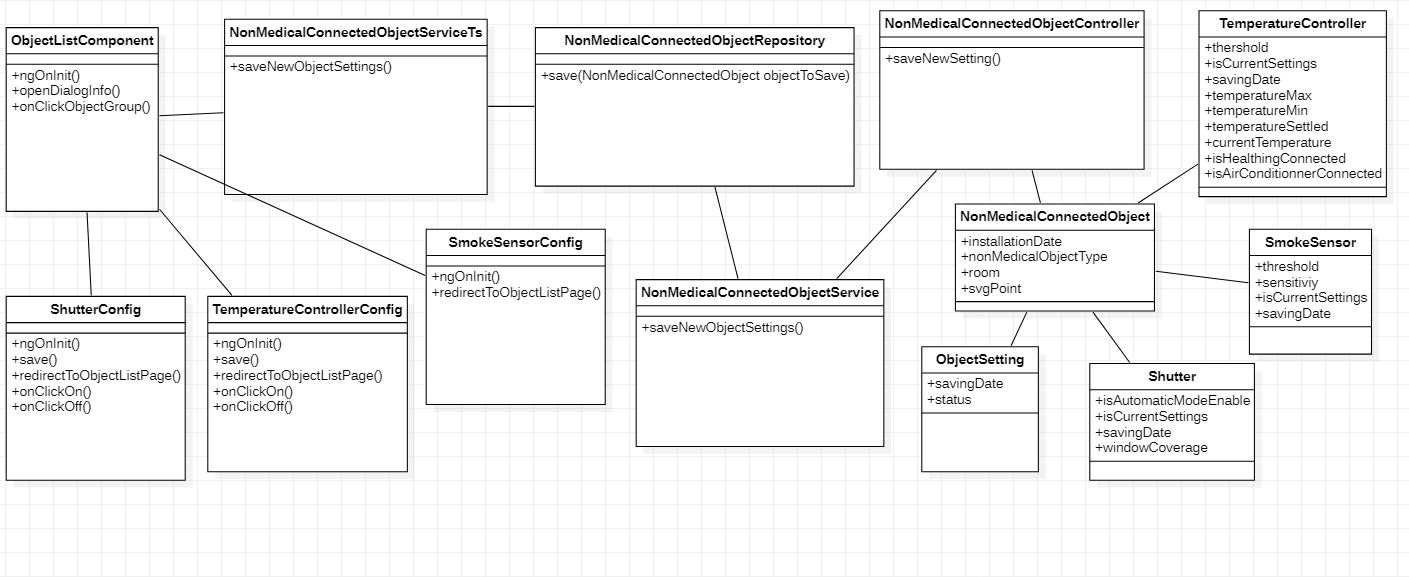 ObjectListComponent
+ngOnInit()
+openDialogInfo()
+onClickObjectGroup()
NonMedicalConnectedObjectServiceTs
+saveNewObjectSettings()
NonMedicalConnectedObjectRepository
+save(NonMedicalConnectedObject objectToSave)
NonMedicalConnectedObjectController
+saveNewSetting()
TemperatureController
+thershold
+isCurrentSettings
+savingDate
+temperatureMax
+temperatureMin
+temperatureSettled
+currentTemperature
+isHealthingConnected
+isAirConditionnerConnected
NonMedicalConnectedObject
+installationDate
+nonMedicalObjectType
+room
+svgPoint
SmokeSensor
+threshold
+sensitiviy
+isCurrentSettings
+savingDate
SmokeSensorConfig
+ngOnInit()
+redirectToObjectListPage()
NonMedicalConnectedObjectService
+saveNewObjectSettings()
ShutterConfig
+ngOnInit()
+save()
+redirectToObjectListPage()
+onClickOn()
+onClickOff()
TemperatureControllerConfig
+ngOnInit()
+save()
+redirectToObjectListPage()
+onClickOn()
+onClickOff()
ObjectSetting
+savingDate
+status
Shutter
+isAutomaticModeEnable
+isCurrentSettings
+savingDate
+windowCoverage